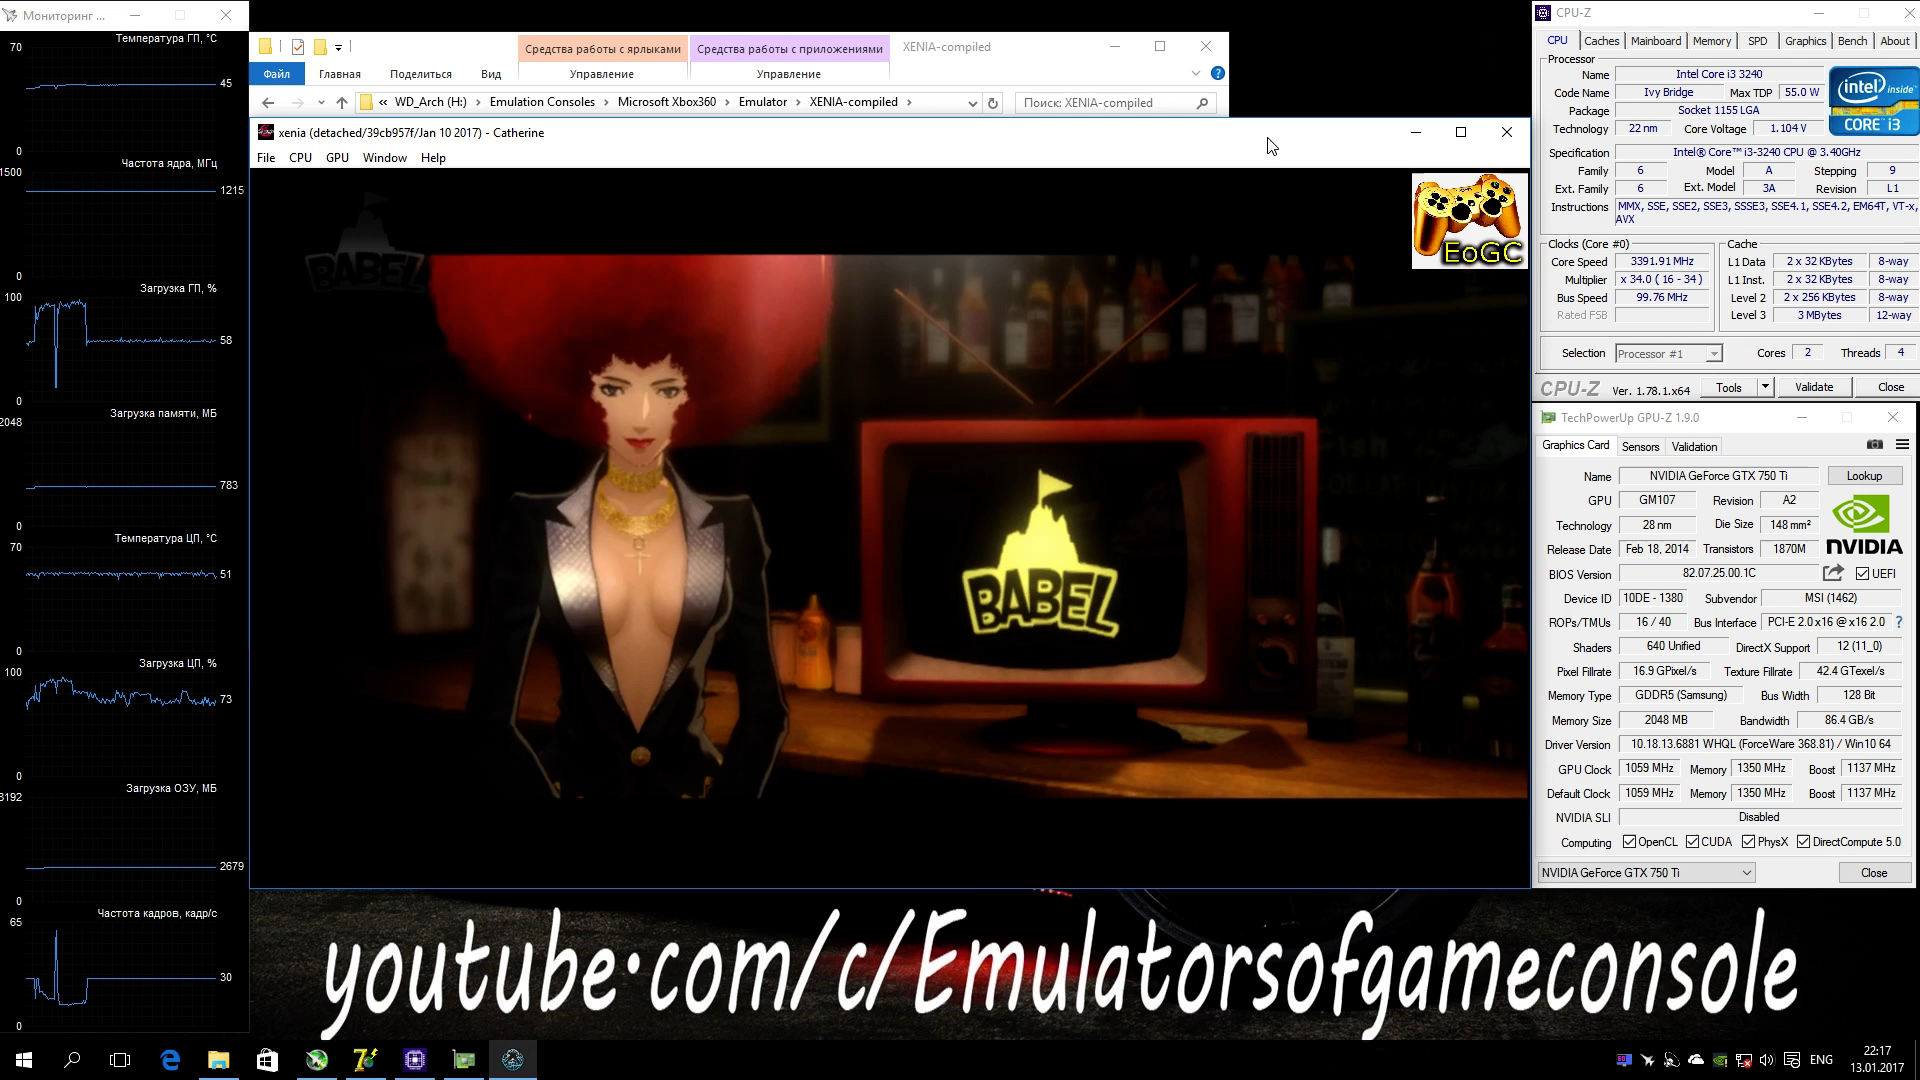 Мониторинг ...
Температура ГП, °C
70
45
0
Частота ядра, МГц
1500
1215
0
Загрузка ГП, %
100
58
0
Загрузка памяти, МБ
2048
783
0
Температура ЦП, °C
70
51
0
Загрузка ЦП, %
100
73
0
Загрузка ОЗУ, МБ
8192
2679
0
Частота кадров, кадр/с
65
30
0
Средства работы с ярлыками
Средства работы с приложениями
XENIA-compiled
Файл
Главная
Поделиться
Вид
Управление
Управление
« WD_Arch (H:) > Emulation Consoles > Microsoft Xbox360 > Emulator > XENIA-compiled >
Поиск: XENIA-compiled
xenia (detached/39cb957f/Jan 10 2017) - Catherine
File CPU GPU Window Help
BABEL
EoGC
BABEL
youtube.com/c/Emulatorsofgameconsole
CPU-Z
CPU Caches Mainboard Memory SPD Graphics Bench About
Processor
Name Intel Core i3 3240
Code Name Ivy Bridge Max TDP 55.0 W
Package Socket 1155 LGA
Technology 22 nm Core Voltage 1.104 V
intel inside™
CORE i3
Specification Intel® Core™ i3-3240 CPU @ 3.40GHz
Family 6 Model A Stepping 9
Ext. Family 6 Ext. Model 3A Revision L1
Instructions MMX, SSE, SSE2, SSE3, SSSE3, SSE4.1, SSE4.2, EM64T, VT-x,
AVX
Clocks (Core #0)
Core Speed 3391.91 MHz
Multiplier x 34.0 ( 16 - 34 )
Bus Speed 99.76 MHz
Rated FSB
Cache
L1 Data 2 x 32 KBytes 8-way
L1 Inst. 2 x 32 KBytes 8-way
Level 2 2 x 256 KBytes 8-way
Level 3 3 MBytes 12-way
Selection Processor #1 Cores 2 Threads 4
CPU-Z Ver. 1.78.1.x64 Tools Validate Close
TechPowerUp GPU-Z 1.9.0
Graphics Card Sensors Validation
Name NVIDIA GeForce GTX 750 Ti Lookup
GPU GM107 Revision A2
Technology 28 nm Die Size 148 mm²
Release Date Feb 18, 2014 Transistors 1870M
NVIDIA
BIOS Version 82.07.25.00.1C UEFI
Device ID 10DE - 1380 Subvendor MSI (1462)
ROPs/TMUs 16 / 40 Bus Interface PCI-E 2.0 x16 @ x16 2.0 ?
Shaders 640 Unified DirectX Support 12 (11_0)
Pixel Fillrate 16.9 GPixel/s Texture Fillrate 42.4 GTexel/s
Memory Type GDDR5 (Samsung) Bus Width 128 Bit
Memory Size 2048 MB Bandwidth 86.4 GB/s
Driver Version 10.18.13.6881 WHQL (ForceWare 368.81) / Win10 64
GPU Clock 1059 MHz Memory 1350 MHz Boost 1137 MHz
Default Clock 1059 MHz Memory 1350 MHz Boost 1137 MHz
NVIDIA SLI Disabled
Computing OpenCL CUDA PhysX DirectCompute 5.0
NVIDIA GeForce GTX 750 Ti Close
ENG
22:17
13.01.2017